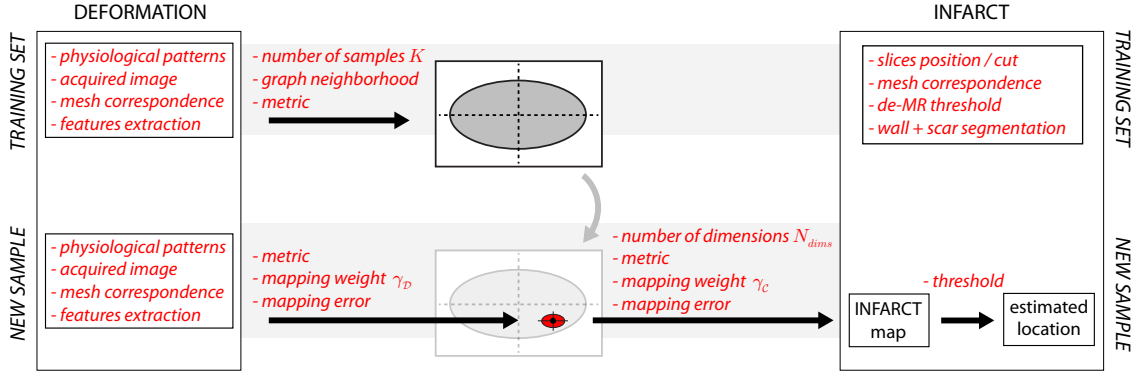 DEFORMATION
INFARCT
TRAINING SET
- physiological patterns
- acquired image
- mesh correspondence
- features extraction
- number of samples K
- graph neighborhood
- metric
- slices position / cut
- mesh correspondence
- de-MR threshold
- wall + scar segmentation
TRAINING SET
NEW SAMPLE
- physiological patterns
- acquired image
- mesh correspondence
- features extraction
- metric
- mapping weight γ_D
- mapping error
- number of dimensions N_dims
- metric
- mapping weight γ_C
- mapping error
- threshold
INFARCT
map
estimated
location
NEW SAMPLE